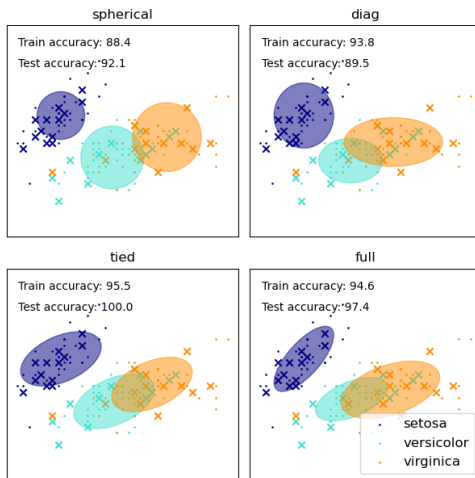 spherical
Train accuracy: 88.4
Test accuracy: 92.1
diag
Train accuracy: 93.8
Test accuracy: 89.5
tied
Train accuracy: 95.5
Test accuracy: 100.0
full
Train accuracy: 94.6
Test accuracy: 97.4
setosa
versicolor
virginica